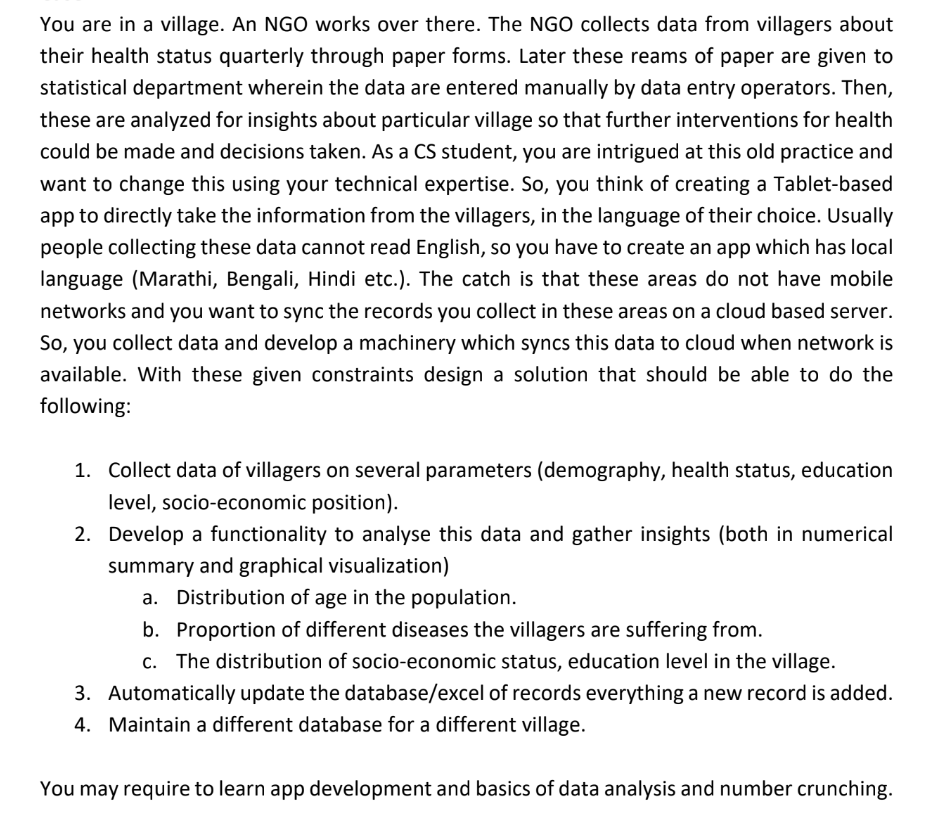 You are in a village. An NGO works over there. The NGO collects data from villagers about
their health status quarterly through paper forms. Later these reams of paper are given to
statistical department wherein the data are entered manually by data entry operators. Then,
these are analyzed for insights about particular village so that further interventions for health
could be made and decisions taken. As a CS student, you are intrigued at this old practice and
want to change this using your technical expertise. So, you think of creating a Tablet-based
app to directly take the information from the villagers, in the language of their choice. Usually
people collecting these data cannot read English, so you have to create an app which has local
language (Marathi, Bengali, Hindi etc.). The catch is that these areas do not have mobile
networks and you want to sync the records you collect in these areas on a cloud based server.
So, you collect data and develop a machinery which syncs this data to cloud when network is
available. With these given constraints design a solution that should be able to do the
following:
1. Collect data of villagers on several parameters (demography, health status, education
level, socio-economic position).
2. Develop a functionality to analyse this data and gather insights (both in numerical
summary and graphical visualization)
a. Distribution of age in the population.
b. Proportion of different diseases the villagers are suffering from.
c. The distribution of socio-economic status, education level in the village.
3. Automatically update the database/excel of records everything a new record is added.
4. Maintain a different database for a different village.
You may require to learn app development and basics of data analysis and number crunching.